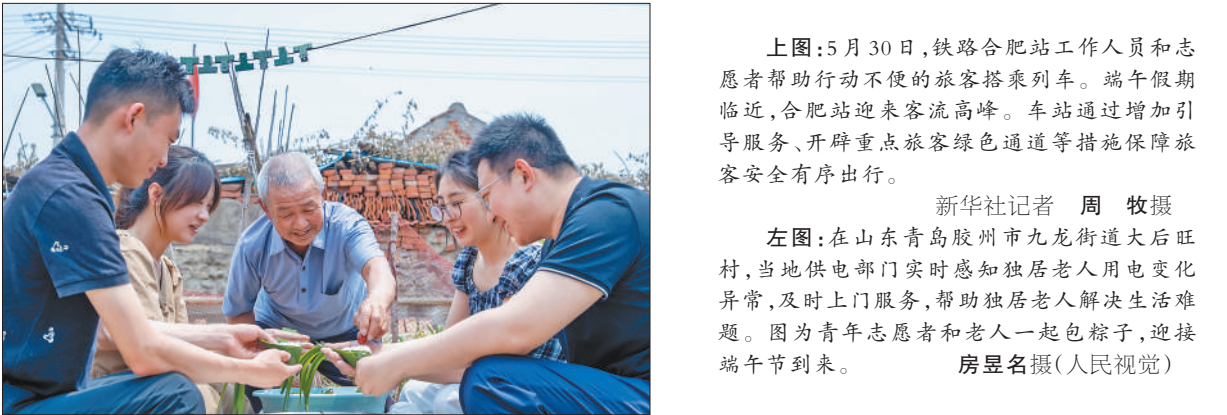 上图:5月30日,铁路合肥站工作人员和志
愿者帮助行动不便的旅客搭乘列车。端午假期
临近,合肥站迎来客流高峰。车站通过增加引
导服务、开辟重点旅客绿色通道等措施保障旅
客安全有序出行。
新华社记者 周 牧摄
左图:在山东青岛胶州市九龙街道大后旺
村,当地供电部门实时感知独居老人用电变化
异常,及时上门服务,帮助独居老人解决生活难
题。图为青年志愿者和老人一起包粽子,迎接
端午节到来。 房昱名摄(人民视觉)